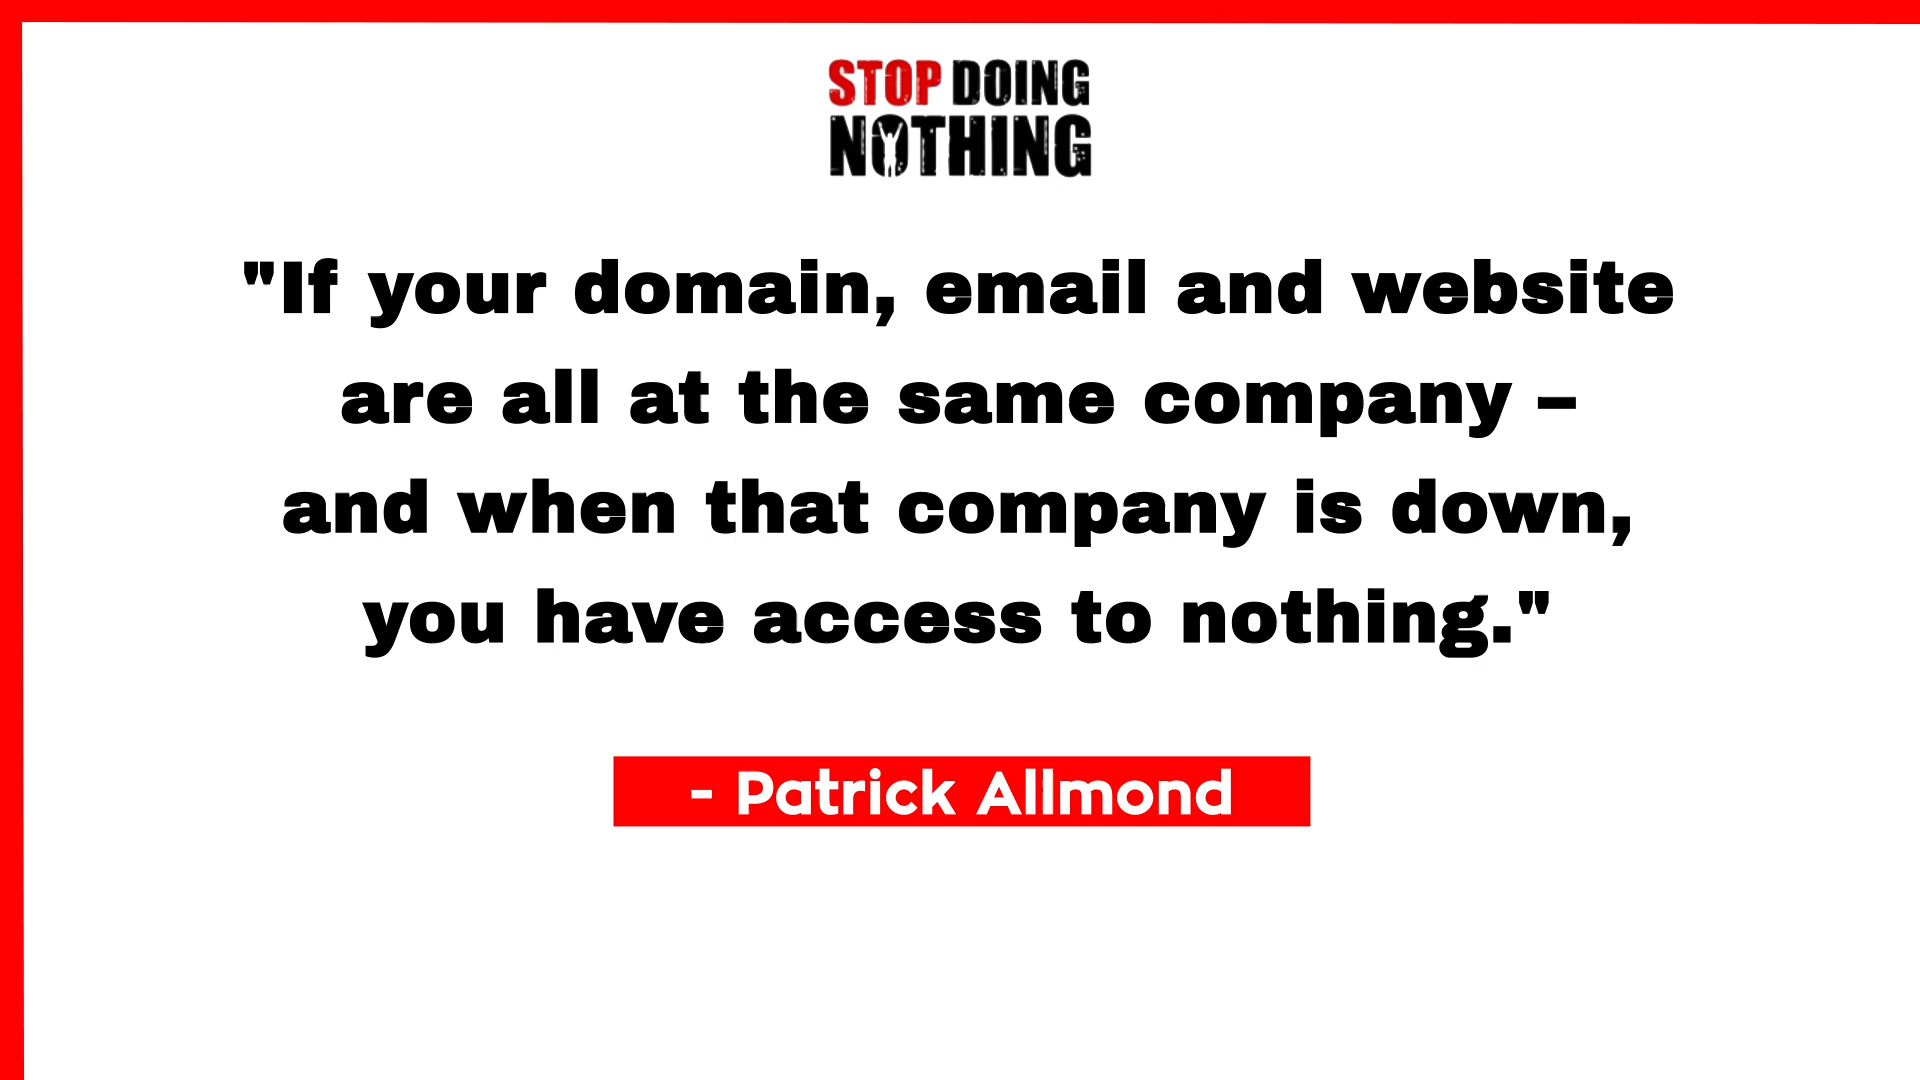 STOP DOING
NOTHING
"If your domain, email and website
are all at the same company –
and when that company is down,
you have access to nothing."
- Patrick Allmond